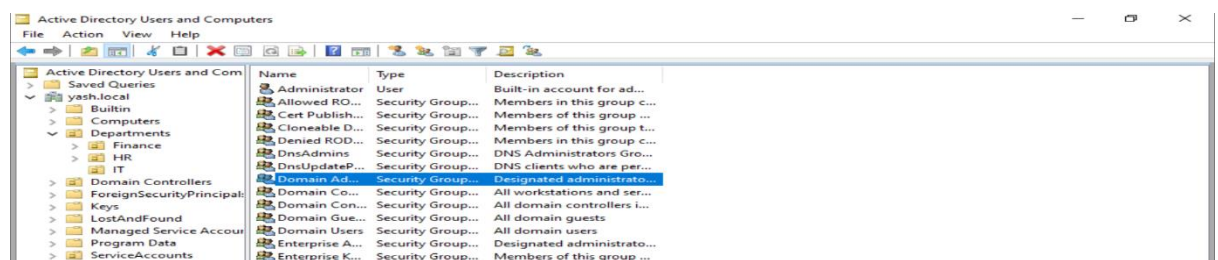 Active Directory Users and Computers
File Action View Help
Active Directory Users and Com
Saved Queries
yash.local
Builtin
Computers
Departments
Finance
HR
IT
Domain Controllers
ForeignSecurityPrincipal:
Keys
LostAndFound
Managed Service Accour
Program Data
ServiceAccounts
Name Type Description
Administrator User Built-in account for ad...
Allowed RO... Security Group... Members in this group c...
Cert Publish... Security Group... Members of this group ...
Cloneable D... Security Group... Members of this group t...
Denied ROD... Security Group... Members in this group c...
DnsAdmins Security Group... DNS Administrators Gro...
DnsUpdateP... Security Group... DNS clients who are per...
Domain Ad... Security Group... Designated administrato...
Domain Co... Security Group... All workstations and ser...
Domain Con... Security Group... All domain controllers i...
Domain Gue... Security Group... All domain guests
Domain Users Security Group... All domain users
Enterprise A... Security Group... Designated administrato...
Enterprise K... Security Group... Members of this group ...